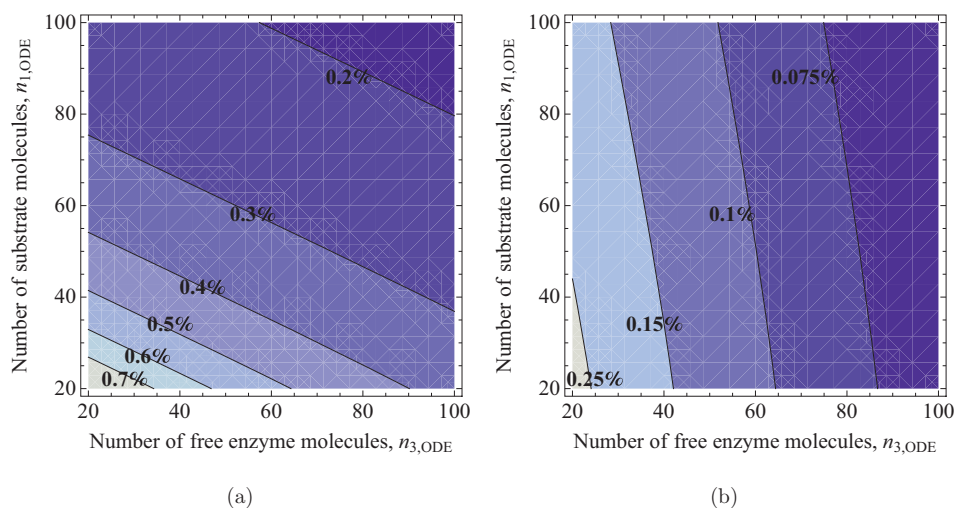 100
80
60
40
20
Number of substrate molecules, n1,ODE
0.2%
0.3%
0.4%
0.5%
0.6%
0.7%
20 40 60 80 100
Number of free enzyme molecules, n3,ODE
(a)
100
80
60
40
20
Number of substrate molecules, n1,ODE
0.075%
0.1%
0.15%
0.25%
20 40 60 80 100
Number of free enzyme molecules, n3,ODE
(b)